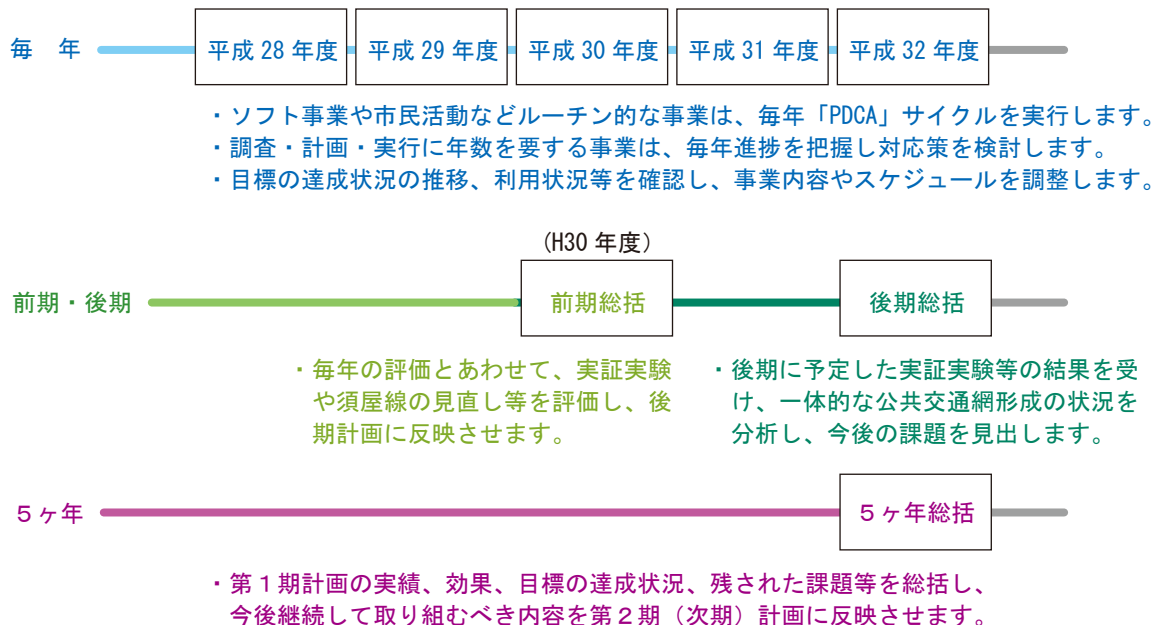 毎　年 平成 28 年度 平成 29 年度 平成 30 年度 平成 31 年度 平成 32 年度
・ソフト事業や市民活動などルーチン的な事業は、毎年「PDCA」サイクルを実行します。
・調査・計画・実行に年数を要する事業は、毎年進捗を把握し対応策を検討します。
・目標の達成状況の推移、利用状況等を確認し、事業内容やスケジュールを調整します。
(H30 年度)
前期・後期 前期総括 後期総括
・毎年の評価とあわせて、実証実験
や須屋線の見直し等を評価し、後
期計画に反映させます。
・後期に予定した実証実験等の結果を受
け、一体的な公共交通網形成の状況を
分析し、今後の課題を見出します。
５ヶ年 ５ヶ年総括
・第１期計画の実績、効果、目標の達成状況、残された課題等を総括し、
今後継続して取り組むべき内容を第２期（次期）計画に反映させます。